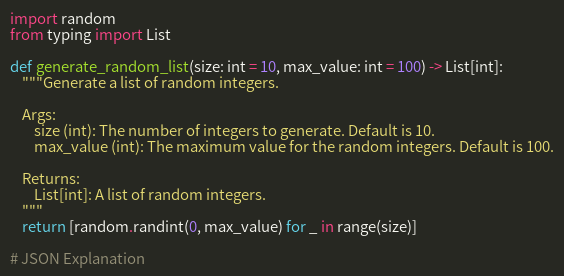 import random
from typing import List
def generate_random_list(size: int = 10, max_value: int = 100) -> List[int]:
"""Generate a list of random integers.
Args:
size (int): The number of integers to generate. Default is 10.
max_value (int): The maximum value for the random integers. Default is 100.
Returns:
List[int]: A list of random integers.
"""
return [random.randint(0, max_value) for _ in range(size)]
# JSON Explanation